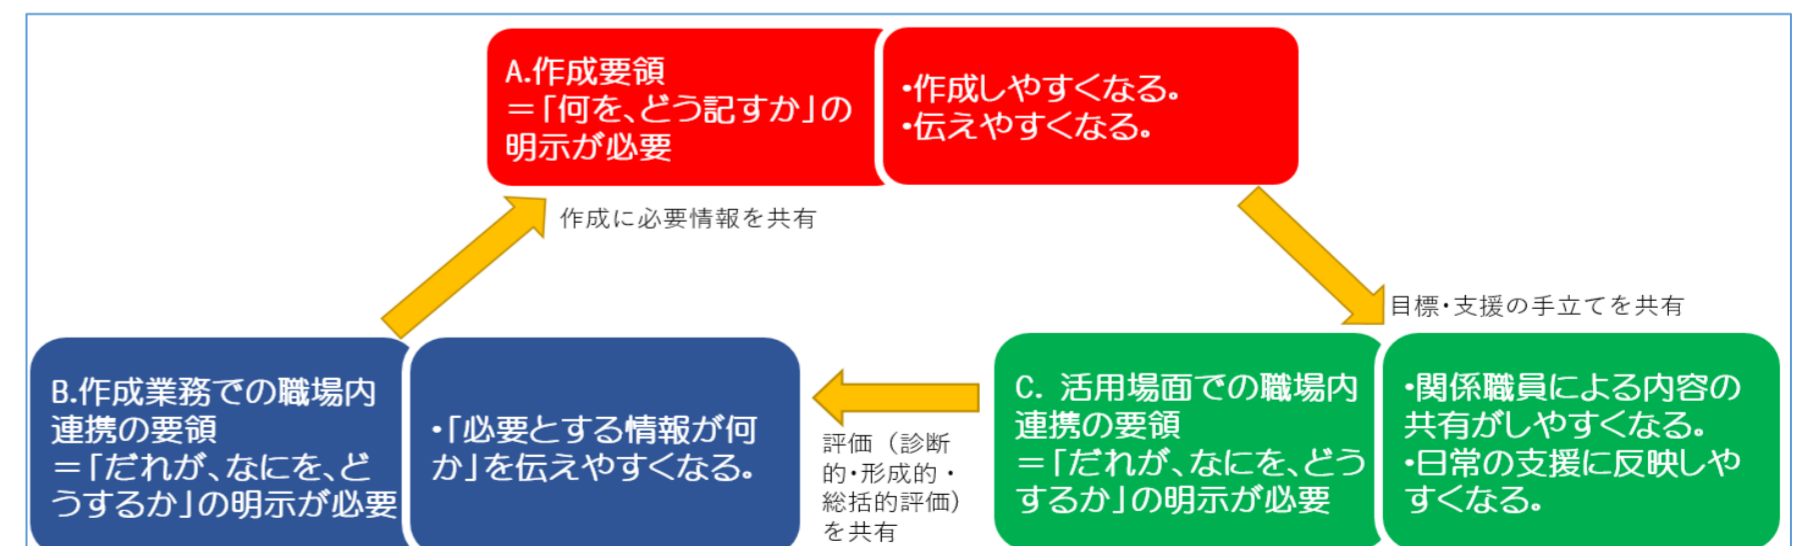 A.作成要領
＝「何を、どう記すか」の
明示が必要
・作成しやすくなる。
・伝えやすくなる。
作成に必要情報を共有
目標・支援の手立てを共有
B.作成業務での職場内
連携の要領
＝「だれが、なにを、ど
うするか」の明示が必要
・「必要とする情報が何
か」を伝えやすくなる。
評価（診断
的・形成的・
総括的評価）
を共有
C. 活用場面での職場内
連携の要領
＝「だれが、なにを、どう
するか」の明示が必要
・関係職員による内容の
共有がしやすくなる。
・日常の支援に反映しや
すくなる。